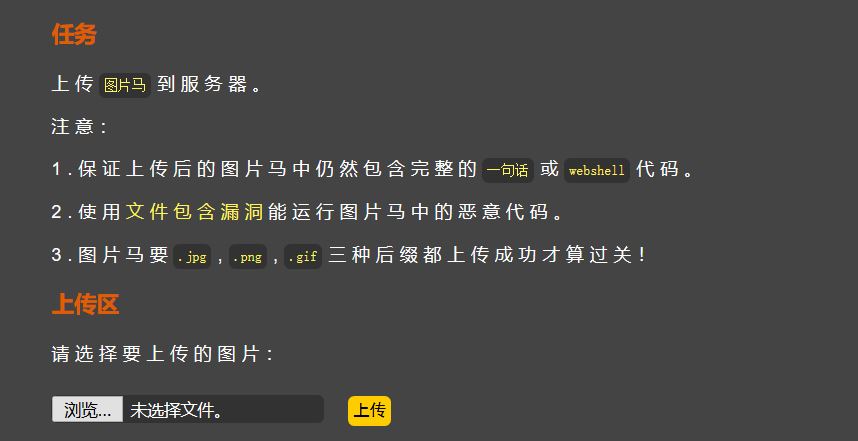 任务
上传 图片马 到服务器。
注意：
1.保证上传后的图片马中仍然包含完整的 一句话 或 webshell 代码。
2.使用文件包含漏洞能运行图片马中的恶意代码。
3.图片马要 .jpg , .png , .gif 三种后缀都上传成功才算过关！
上传区
请选择要上传的图片：
浏览... 未选择文件。 上传